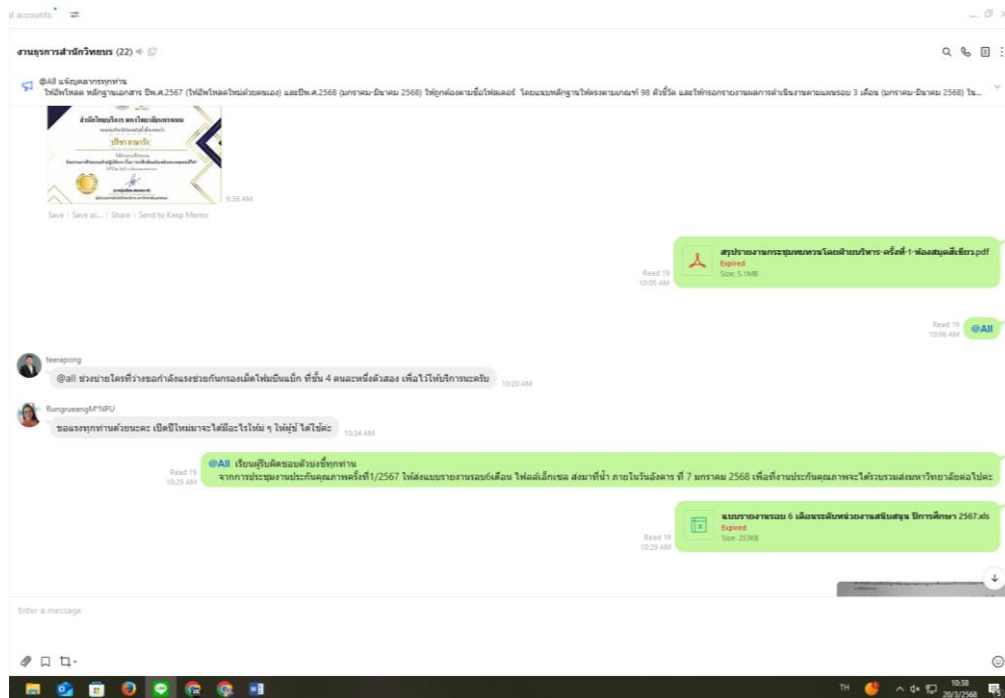 l accounts
งานธุรการสำนักวิทยบร (22)
@All แจ้งบุคลากรทุกท่าน
ให้อัพโหลด หลักฐานเอกสาร ปีพ.ศ.2567 (ให้อัพโหลดใหม่ด้วยตนเอง) และปีพ.ศ.2568 (มกราคม-มีนาคม 2568) ให้ถูกต้องตามชื่อโฟลเดอร์ โดยแนบหลักฐานให้ตรงตามเกณฑ์ 98 ตัวชี้วัด และให้กรอกรายงานผลการดำเนินงานตามแผนรอบ 3 เดือน (มกราคม-มีนาคม 2568) ใน...
สำนักวิทยบริการ มหาวิทยาลัยนครพนม
9:38 AM
Save | Save as... | Share | Send to Keep Memo
สรุปรายงานกระชุมทบทวนโดยฝ่ายบริหาร-ครั้งที่-1-ห้องสมุดสีเขียว.pdf
Expired
Size: 5.1MB
Read 19
10:05 AM
Read 19
10:06 AM
@All
teerapong
@all ช่วงบ่ายใครที่ว่างขอกำลังแรงช่วยกันกรองเม็ดโฟมบีนแบ็ก ที่ชั้น 4 คนละหนึ่งตัวสอง เพื่อไว้ให้บริการนะครับ
10:20 AM
RungrueangM"NPU
ขอแรงทุกท่านด้วยนะคะ เปิดปีใหม่มาจะได้มีอะไรใหม่ ๆ ให้ผู้ใช้ ได้ใช้ค่ะ
10:24 AM
@All เรียนผู้รับผิดชอบตัวบ่งชี้ทุกท่าน
จากการประชุมงานประกันคุณภาพครั้งที่1/2567 ให้ส่งแบบรายงานรอบ6เดือน ไฟล์เอ็กเซล ส่งมาที่น้ำ ภายในวันอังคาร ที่ 7 มกราคม 2568 เพื่อที่งานประกันคุณภาพจะได้รวบรวมส่งมหาวิทยาลัยต่อไปค่ะ
Read 19
10:29 AM
แบบรายงานรอบ 6 เดือนระดับหน่วยงานสนับสนุน ปีการศึกษา 2567.xls
Expired
Size: 253KB
Read 19
10:29 AM
Enter a message
TH
10:38
20/3/2568